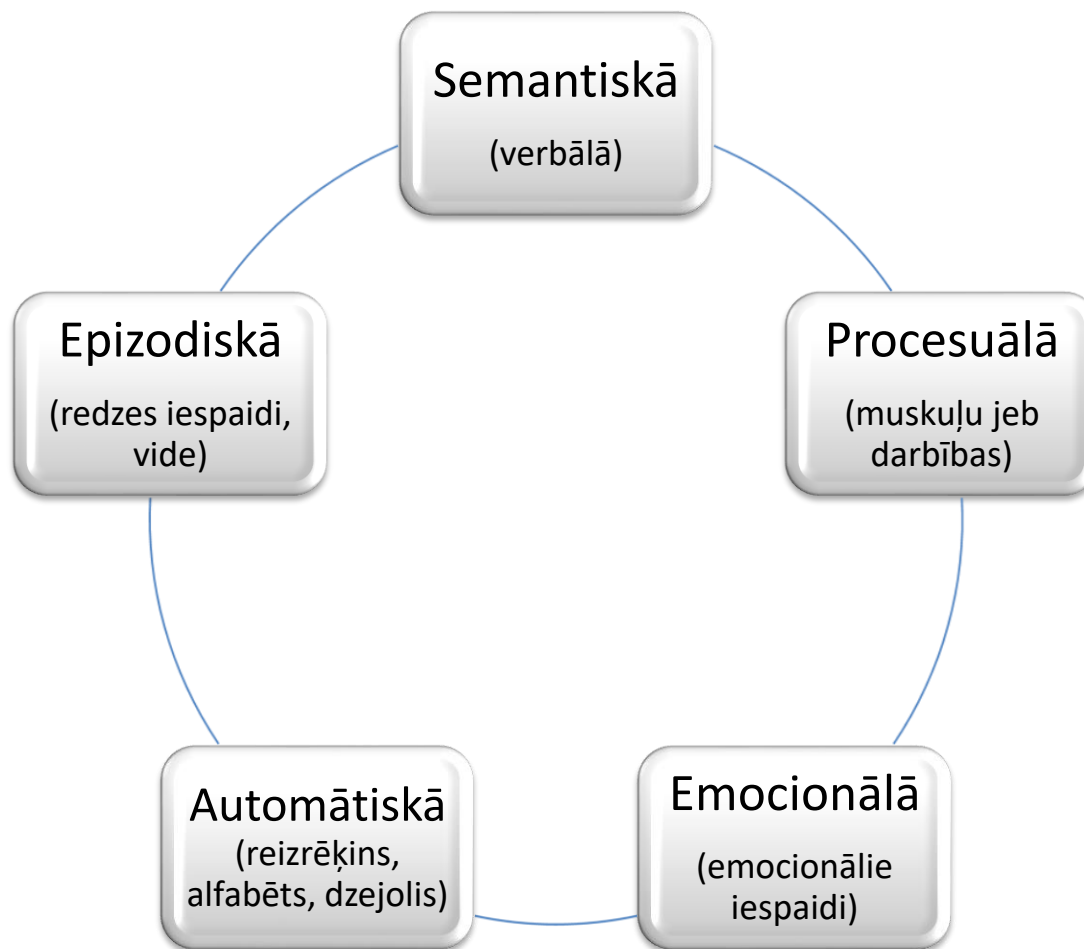 Semantiskā
(verbālā)
Procesuālā
(muskuļu jeb
darbības)
Emocionālā
(emocionālie
iespaidi)
Automātiskā
(reizrēķins,
alfabēts, dzejolis)
Epizodiskā
(redzes iespaidi,
vide)